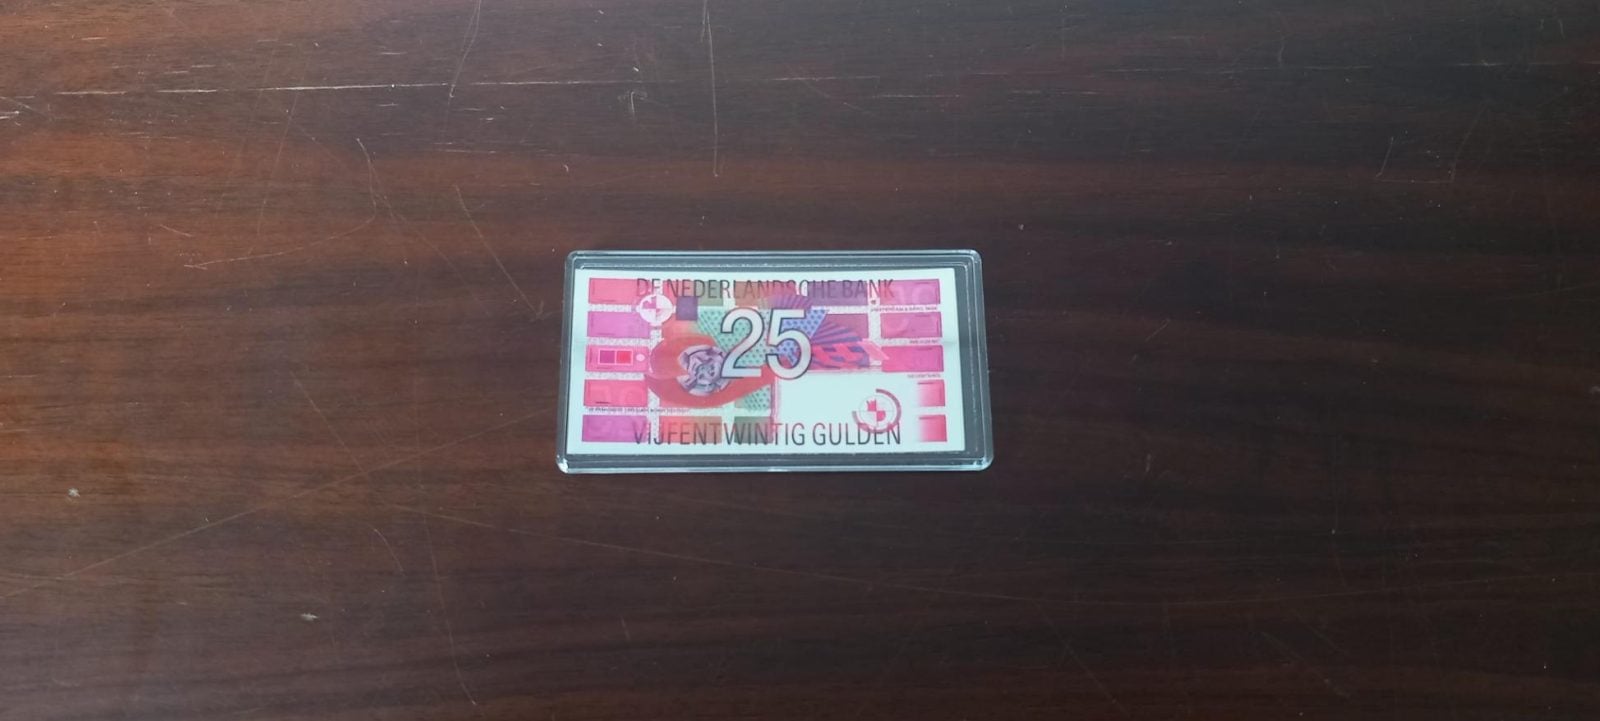 DE NEDERLANDSCHE BANK
25
VIJFENTWINTIG GULDEN